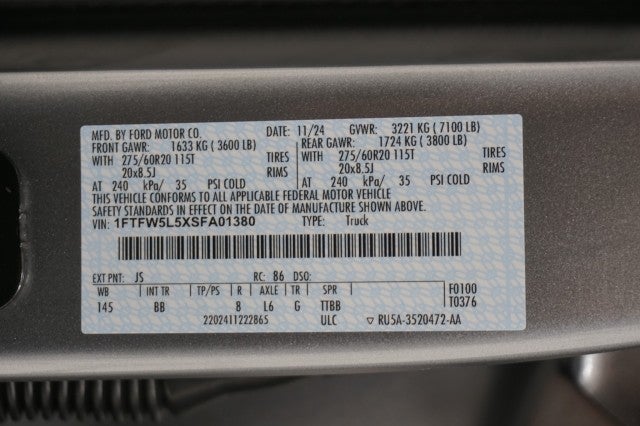 MFD. BY FORD MOTOR CO. DATE: 11/24 GVWR: 3221 KG ( 7100 LB)
FRONT GAWR: 1633 KG ( 3600 LB) REAR GAWR: 1724 KG ( 3800 LB)
WITH 275/60R20 115T TIRES WITH 275/60R20 115T TIRES
20x8.5J RIMS 20x8.5J RIMS
AT 240 kPa/ 35 PSI COLD AT 240 kPa/ 35 PSI COLD
THIS VEHICLE CONFORMS TO ALL APPLICABLE FEDERAL MOTOR VEHICLE
SAFETY STANDARDS IN EFFECT ON THE DATE OF MANUFACTURE SHOWN ABOVE.
VIN: 1FTFW5L5XSFA01380 TYPE: Truck
EXT PNT: JS RC: 86 DSO: F0100
WB INT TR TP/PS R AXLE TR SPR T0376
145 BB 8 L6 G TTBB
2202411222865 ULC ▽ RU5A-3520472-AA